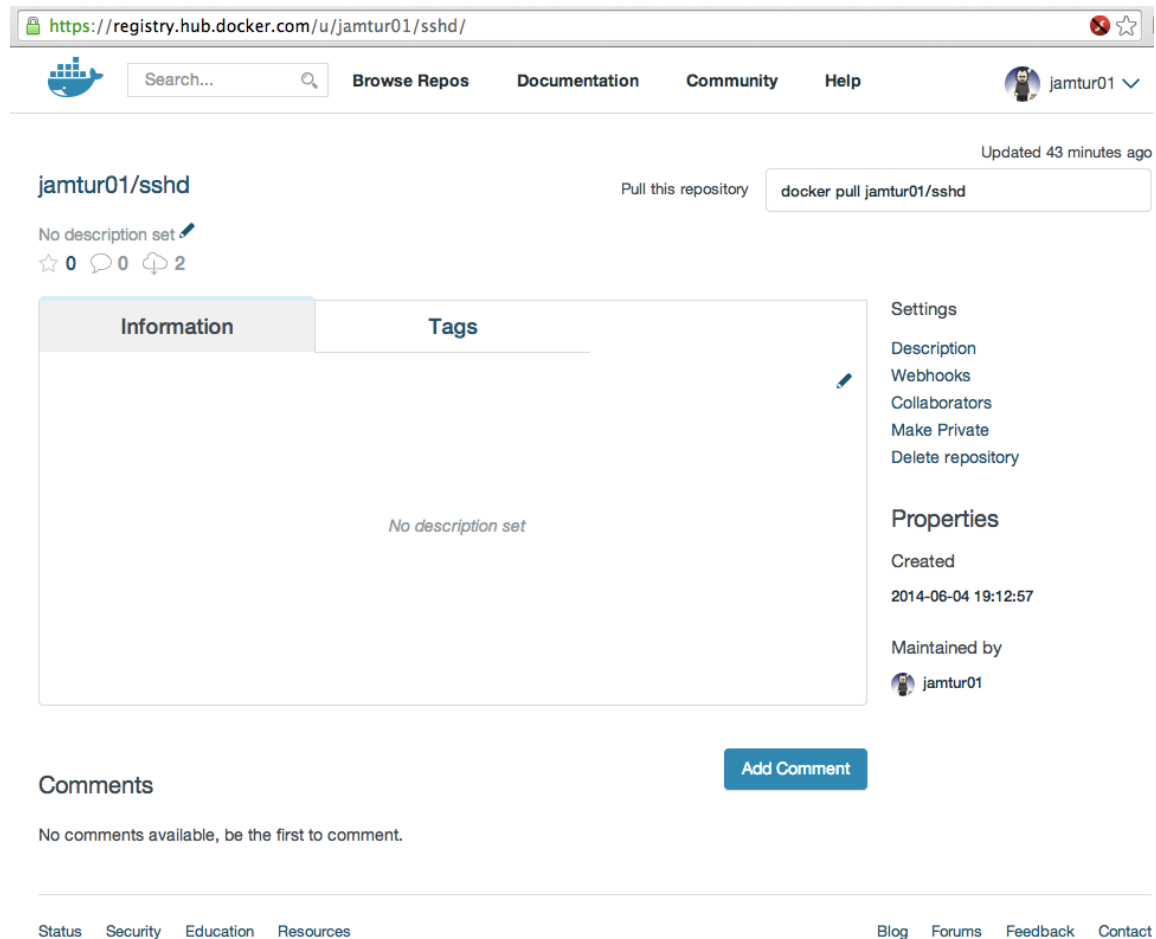 https://registry.hub.docker.com/u/jamtur01/sshd/
Search... Browse Repos Documentation Community Help jamtur01
Updated 43 minutes ago
jamtur01/sshd Pull this repository docker pull jamtur01/sshd
No description set
0 0 2
Information Tags
Settings
Description
Webhooks
Collaborators
Make Private
Delete repository
No description set
Properties
Created
2014-06-04 19:12:57
Maintained by
jamtur01
Add Comment
Comments
No comments available, be the first to comment.
Status Security Education Resources Blog Forums Feedback Contact